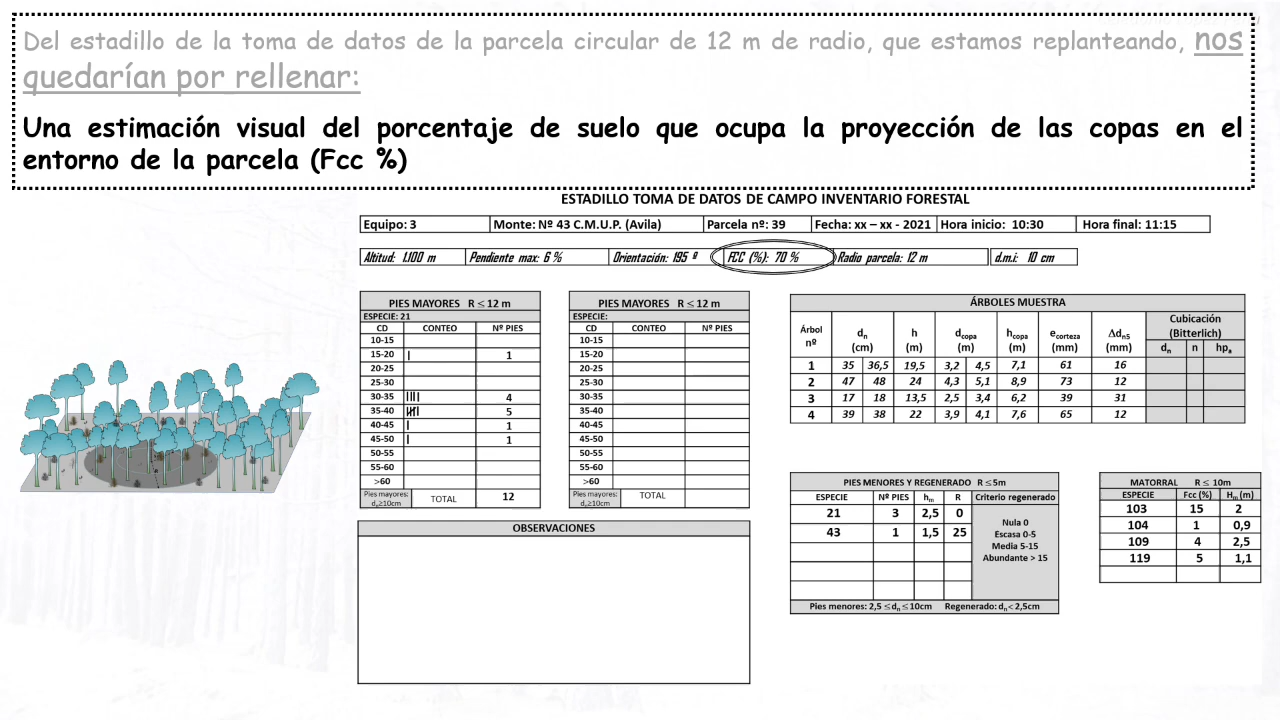 Del estadillo de la toma de datos de la parcela circular de 12 m de radio, que estamos replanteando, nos
quedarían por rellenar:
Una estimación visual del porcentaje de suelo que ocupa la proyección de las copas en el
entorno de la parcela (Fcc %)
ESTADILLO TOMA DE DATOS DE CAMPO INVENTARIO FORESTAL
Equipo: 3 Monte: Nº 43 C.M.U.P. (Avila) Parcela nº: 39 Fecha: xx – xx - 2021 Hora inicio: 10:30 Hora final: 11:15
Altitud: 1.100 m Pendiente max: 6 % Orientación: 195 º FCC (%): 70 % Radio parcela: 12 m d.m.i: 10 cm
PIES MAYORES R ≤ 12 m
ESPECIE: 21
CD CONTEO Nº PIES
10-15
15-20 1
20-25
25-30
30-35 4
35-40 5
40-45 1
45-50 1
50-55
55-60
>60
Pies mayores: TOTAL 12
dₙ≥10cm
PIES MAYORES R ≤ 12 m
ESPECIE:
CD CONTEO Nº PIES
10-15
15-20
20-25
25-30
30-35
35-40
40-45
45-50
50-55
55-60
>60
Pies mayores: TOTAL
dₙ≥10cm
ÁRBOLES MUESTRA
Árbol nº dₙ (cm) h (m) dcopa (m) hcopa (m) ecorteza (mm) Δdn5 (mm) Cubicación (Bitterlich)
dₙ n hpₐ
1 35 36,5 19,5 3,2 4,5 7,1 61 16
2 47 48 24 4,3 5,1 8,9 73 12
3 17 18 13,5 2,5 3,4 6,2 39 31
4 39 38 22 3,9 4,1 7,6 65 12
PIES MENORES Y REGENERADO R ≤5m
ESPECIE Nº PIES hₘ R Criterio regenerado
21 3 2,5 0
43 1 1,5 25
Nula 0
Escasa 0-5
Media 5-15
Abundante > 15
Pies menores: 2,5 ≤dₙ≤10cm Regenerado: dₙ< 2,5cm
MATORRAL R ≤ 10m
ESPECIE Fcc (%) Hₘ (m)
103 15 2
104 1 0,9
109 4 2,5
119 5 1,1
OBSERVACIONES